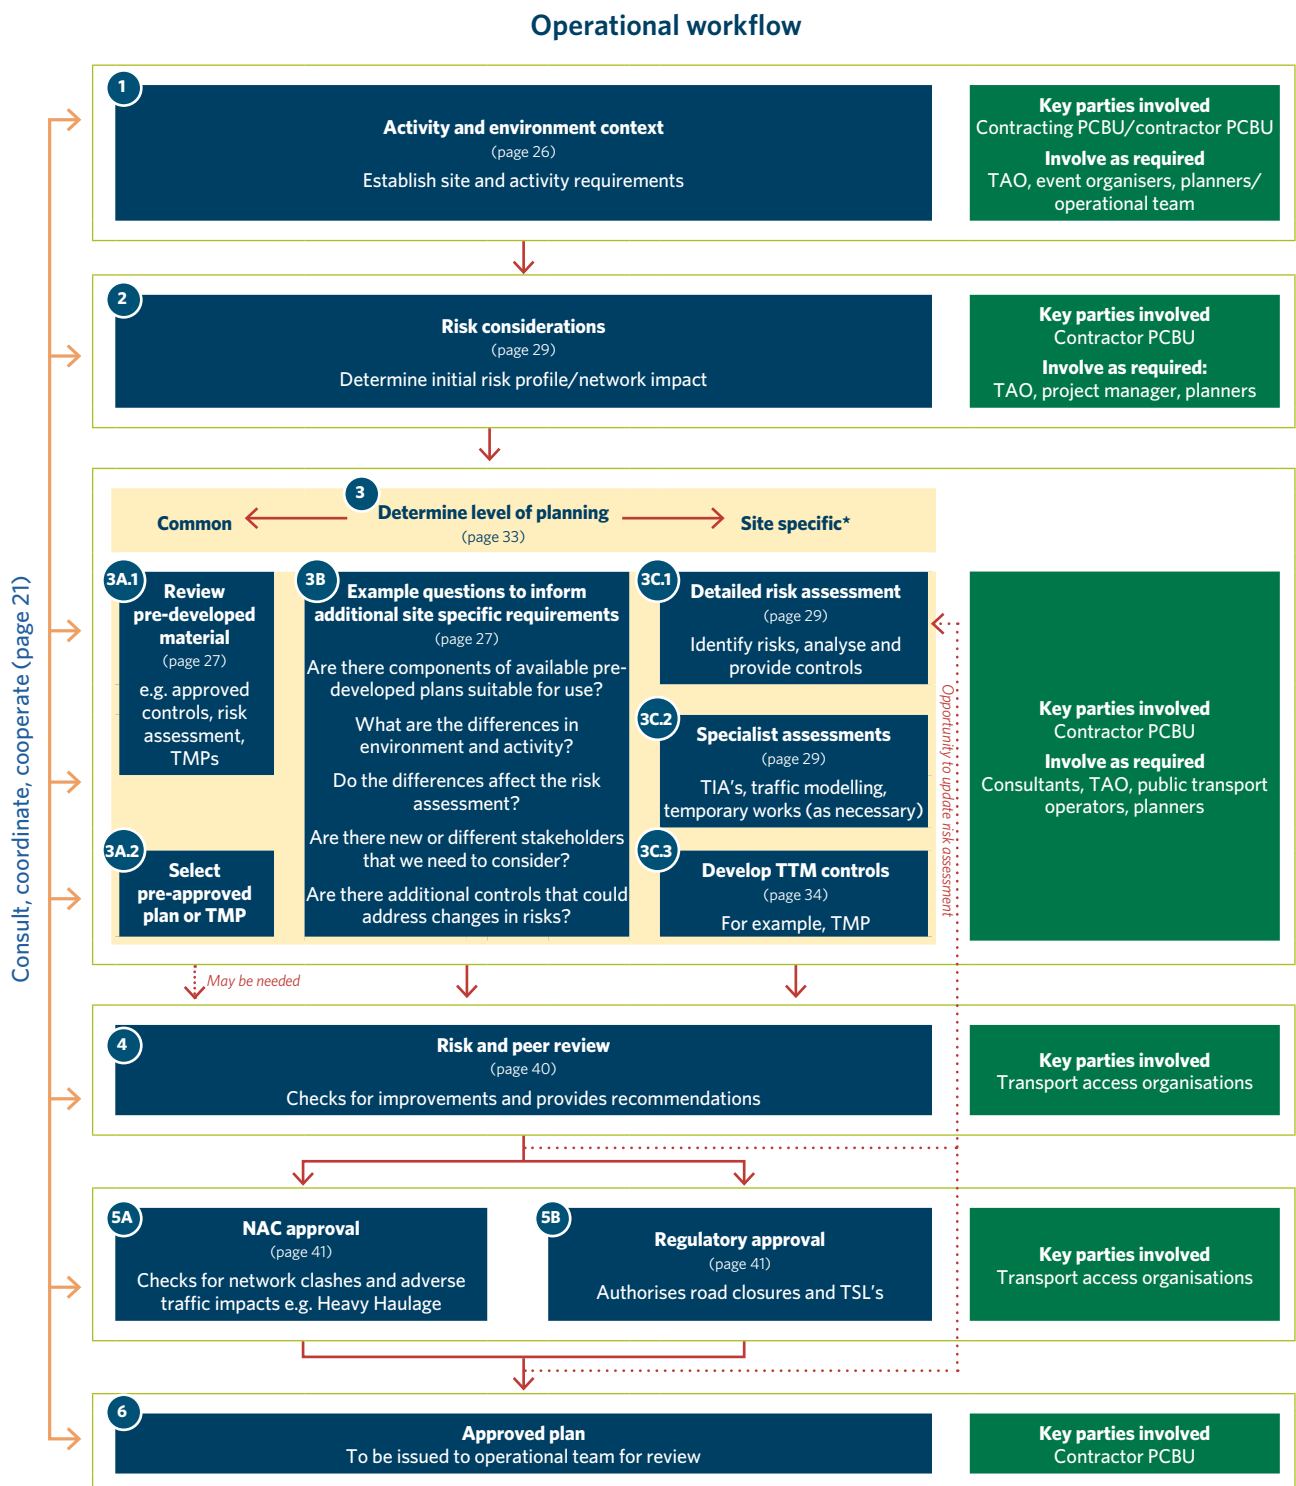 Operational workflow
Consult, coordinate, cooperate (page 21)
1
Activity and environment context
(page 26)
Establish site and activity requirements
Key parties involved
Contracting PCBU/contractor PCBU
Involve as required
TAO, event organisers, planners/
operational team
2
Risk considerations
(page 29)
Determine initial risk profile/network impact
Key parties involved
Contractor PCBU
Involve as required:
TAO, project manager, planners
3
Common
Determine level of planning
(page 33)
Site specific*
3A.1
Review
pre-developed
material
(page 27)
e.g. approved
controls, risk
assessment,
TMPs
3A.2
Select
pre-approved
plan or TMP
3B
Example questions to inform
additional site specific requirements
(page 27)
Are there components of available pre-
developed plans suitable for use?
What are the differences in
environment and activity?
Do the differences affect the risk
assessment?
Are there new or different stakeholders
that we need to consider?
Are there additional controls that could
address changes in risks?
3C.1
Detailed risk assessment
(page 29)
Identify risks, analyse and
provide controls
3C.2
Specialist assessments
(page 29)
TIA's, traffic modelling,
temporary works (as necessary)
3C.3
Develop TTM controls
(page 34)
For example, TMP
Opportunity to update risk assessment
Key parties involved
Contractor PCBU
Involve as required
Consultants, TAO, public transport
operators, planners
May be needed
4
Risk and peer review
(page 40)
Checks for improvements and provides recommendations
Key parties involved
Transport access organisations
5A
NAC approval
(page 41)
Checks for network clashes and adverse
traffic impacts e.g. Heavy Haulage
5B
Regulatory approval
(page 41)
Authorises road closures and TSL's
Key parties involved
Transport access organisations
6
Approved plan
To be issued to operational team for review
Key parties involved
Contractor PCBU